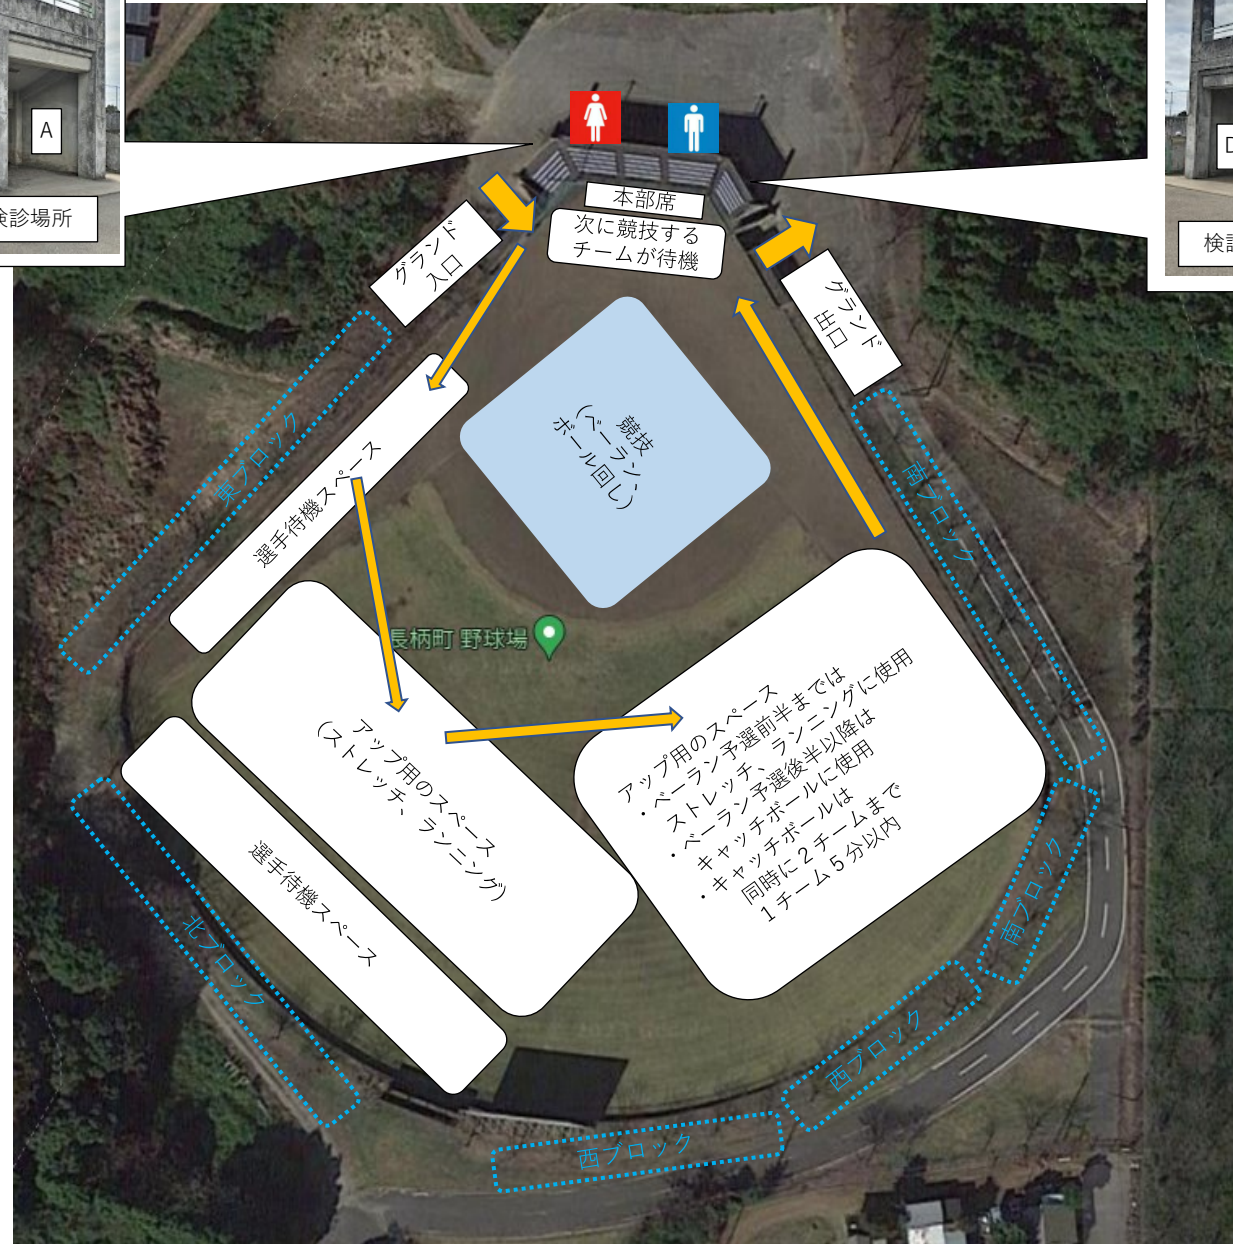 A
検診場所
D
検診
本部席
次に競技する
チームが待機
グランド
入口
グランド
出口
競技
(ベーラン、
ボール回し)
東ブロック
選手待機スペース
南ブロック
長柄町 野球場
アップ用のスペース
(ストレッチ、ランニング)
アップ用のスペース
・ベーラン予選前半までは
ストレッチ、ランニングに使用
・ベーラン予選後半以降は
キャッチボールに使用
・キャッチボールは
同時に2チームまで
1チーム5分以内
選手待機スペース
北ブロック
南ブロック
西ブロック
西ブロック